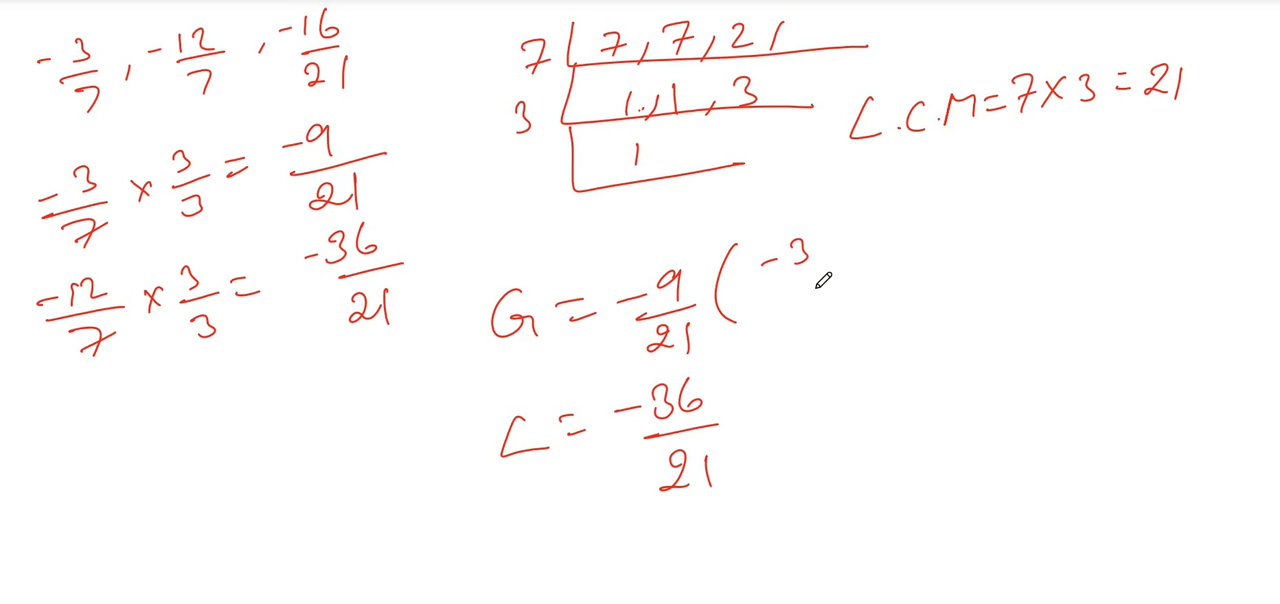 -3/7, -12/7, -16/21
-3/7 × 3/3 = -9/21
-12/7 × 3/3 = -36/21
7 | 7, 7, 21
3 | 1, 1, 3
1
L.C.M = 7 × 3 = 21
G = -9/21 ( -3
L = -36/21